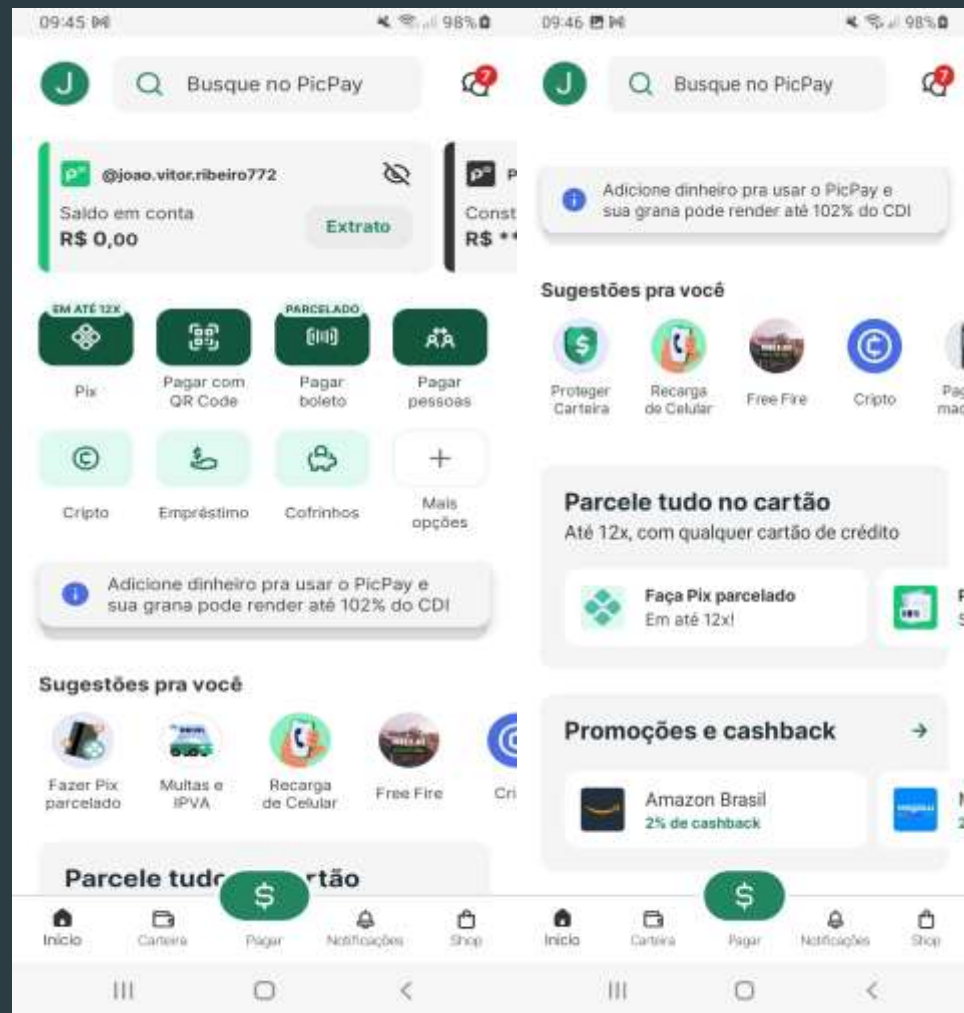 09:45
98%
J
Busque no PicPay
7
@joao.vitor.ribeiro772
Saldo em conta
R$ 0,00
Extrato
P
Const
R$ **
EM ATÉ 12X
PARCELADO
Pix
Pagar com
QR Code
Pagar
boleto
Pagar
pessoas
Cripto
Empréstimo
Cofrinhos
Mais
opções
Adicione dinheiro pra usar o PicPay e
sua grana pode render até 102% do CDI
Sugestões pra você
Fazer Pix
parcelado
Multas e
IPVA
Recarga
de Celular
Free Fire
Cri
Parcele tud
rtão
Início
Carteira
Pagar
Notificações
Shop
09:46
98%
J
Busque no PicPay
7
Adicione dinheiro pra usar o PicPay e
sua grana pode render até 102% do CDI
Sugestões pra você
Proteger
Carteira
Recarga
de Celular
Free Fire
Cripto
Pag
maq
Parcele tudo no cartão
Até 12x, com qualquer cartão de crédito
Faça Pix parcelado
Em até 12x!
Promoções e cashback
Amazon Brasil
2% de cashback
Início
Carteira
Pagar
Notificações
Shop